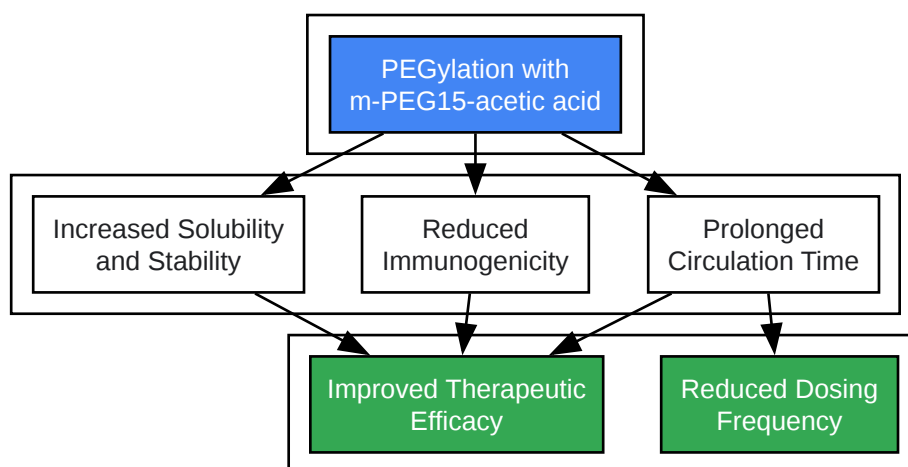 PEGylation with
m-PEG15-acetic acid
Increased Solubility
and Stability
Reduced
Immunogenicity
Prolonged
Circulation Time
Improved Therapeutic
Efficacy
Reduced Dosing
Frequency